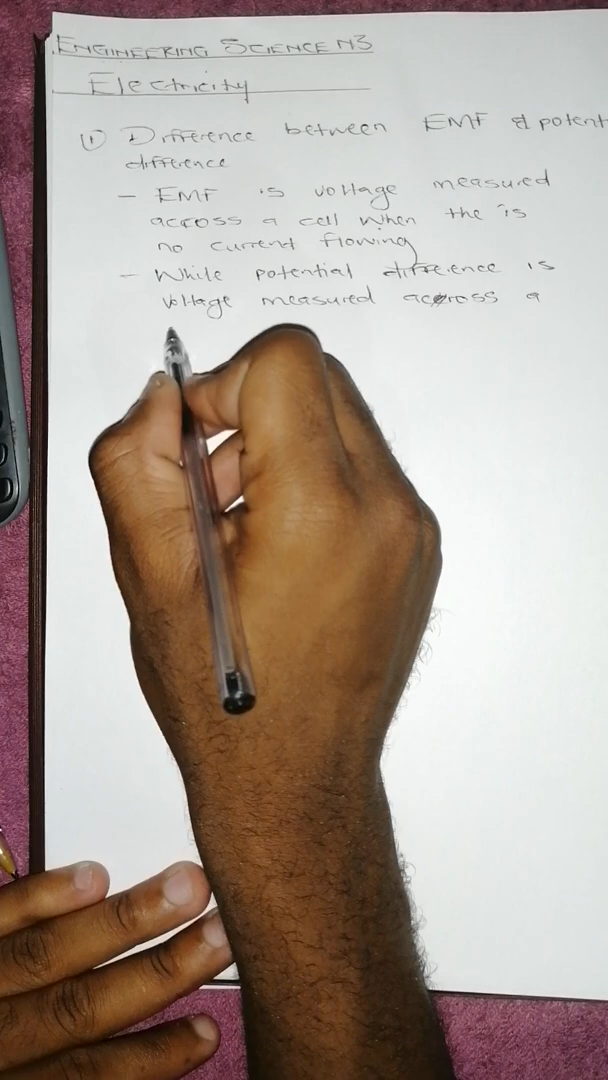 ENGINEERING SCIENCE N3
Electricity
1) Difference between EMF & potent
difference
- EMF is voltage measured
across a cell when the is
no current flowing
- While potential difference is
voltage measured across a